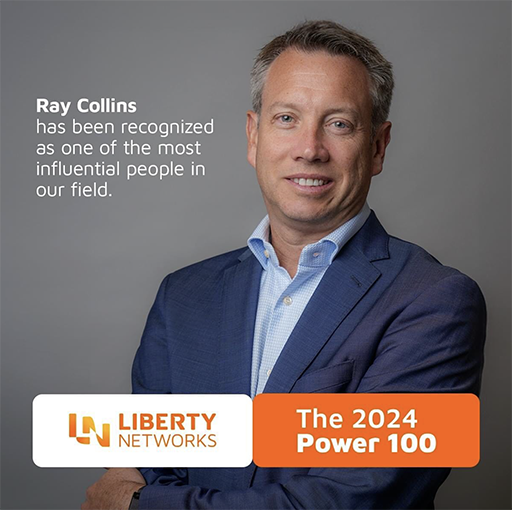 Ray Collins
has been recognized
as one of the most
influential people in
our field.
LN LIBERTY
NETWORKS
The 2024
Power 100